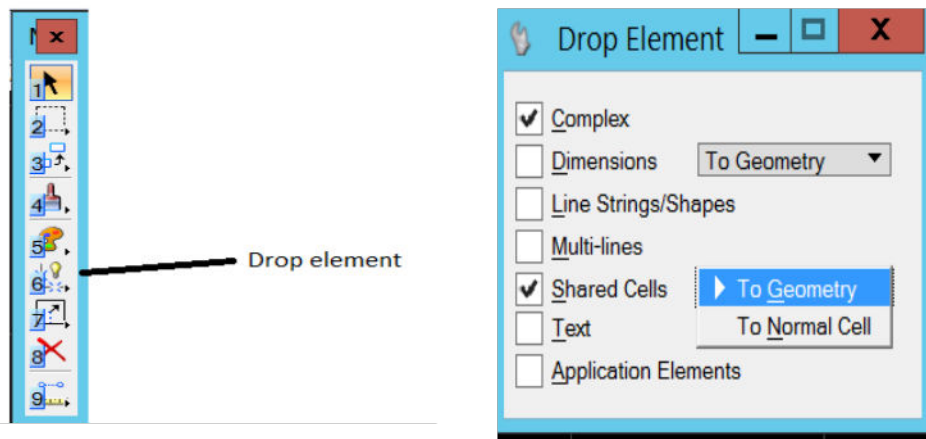 1
2
3
4
5
6
7
8
9
Drop element
Drop Element
Complex
Dimensions To Geometry
Line Strings/Shapes
Multi-lines
Shared Cells To Geometry
To Normal Cell
Text
Application Elements